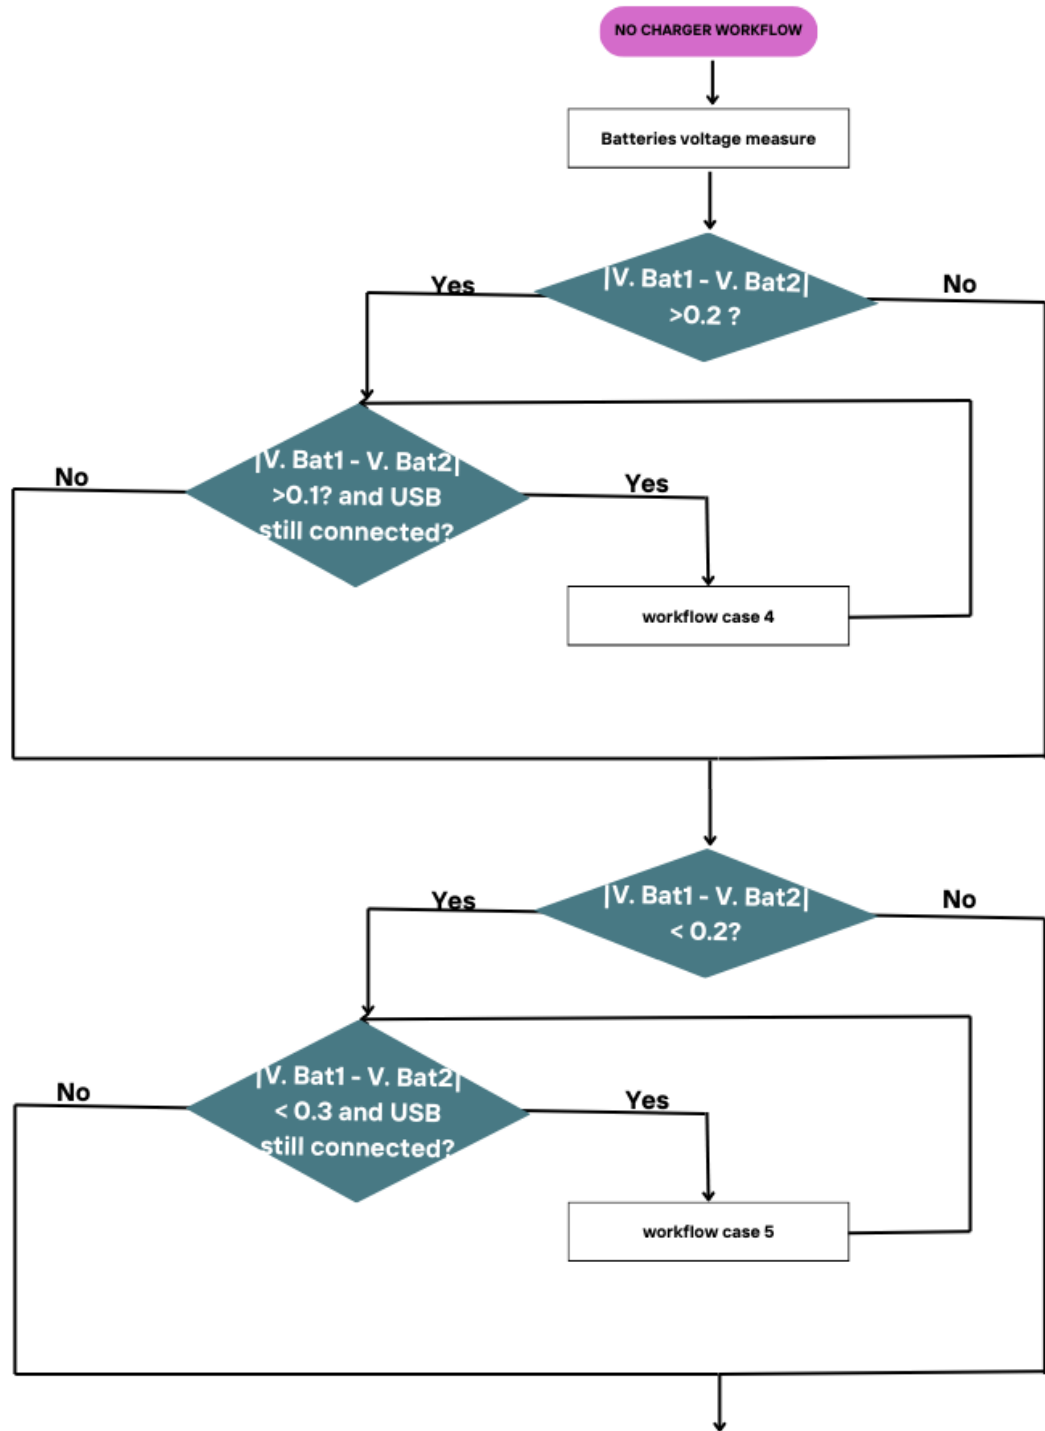 NO CHARGER WORKFLOW
Batteries voltage measure
|V. Bat1 - V. Bat2|
>0.2 ?
Yes
No
|V. Bat1 - V. Bat2|
>0.1? and USB
still connected?
No
Yes
workflow case 4
|V. Bat1 - V. Bat2|
< 0.2?
Yes
No
|V. Bat1 - V. Bat2|
< 0.3 and USB
still connected?
No
Yes
workflow case 5